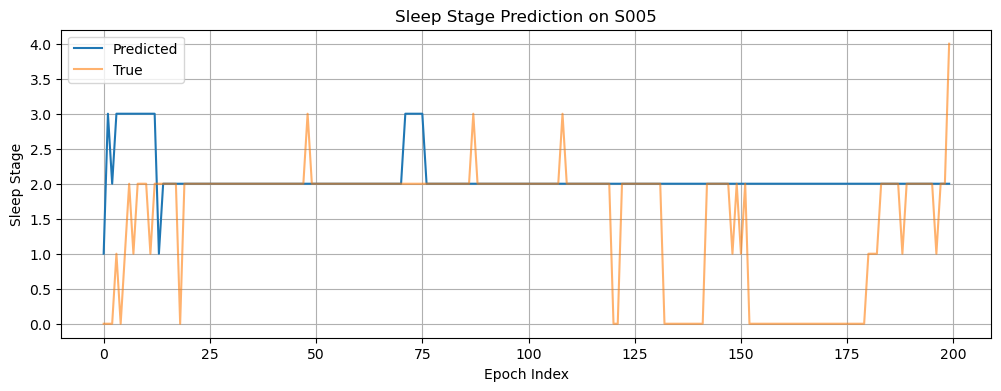 Sleep Stage Prediction on S005
Predicted
True
Sleep Stage
4.0
3.5
3.0
2.5
2.0
1.5
1.0
0.5
0.0
0 25 50 75 100 125 150 175 200
Epoch Index